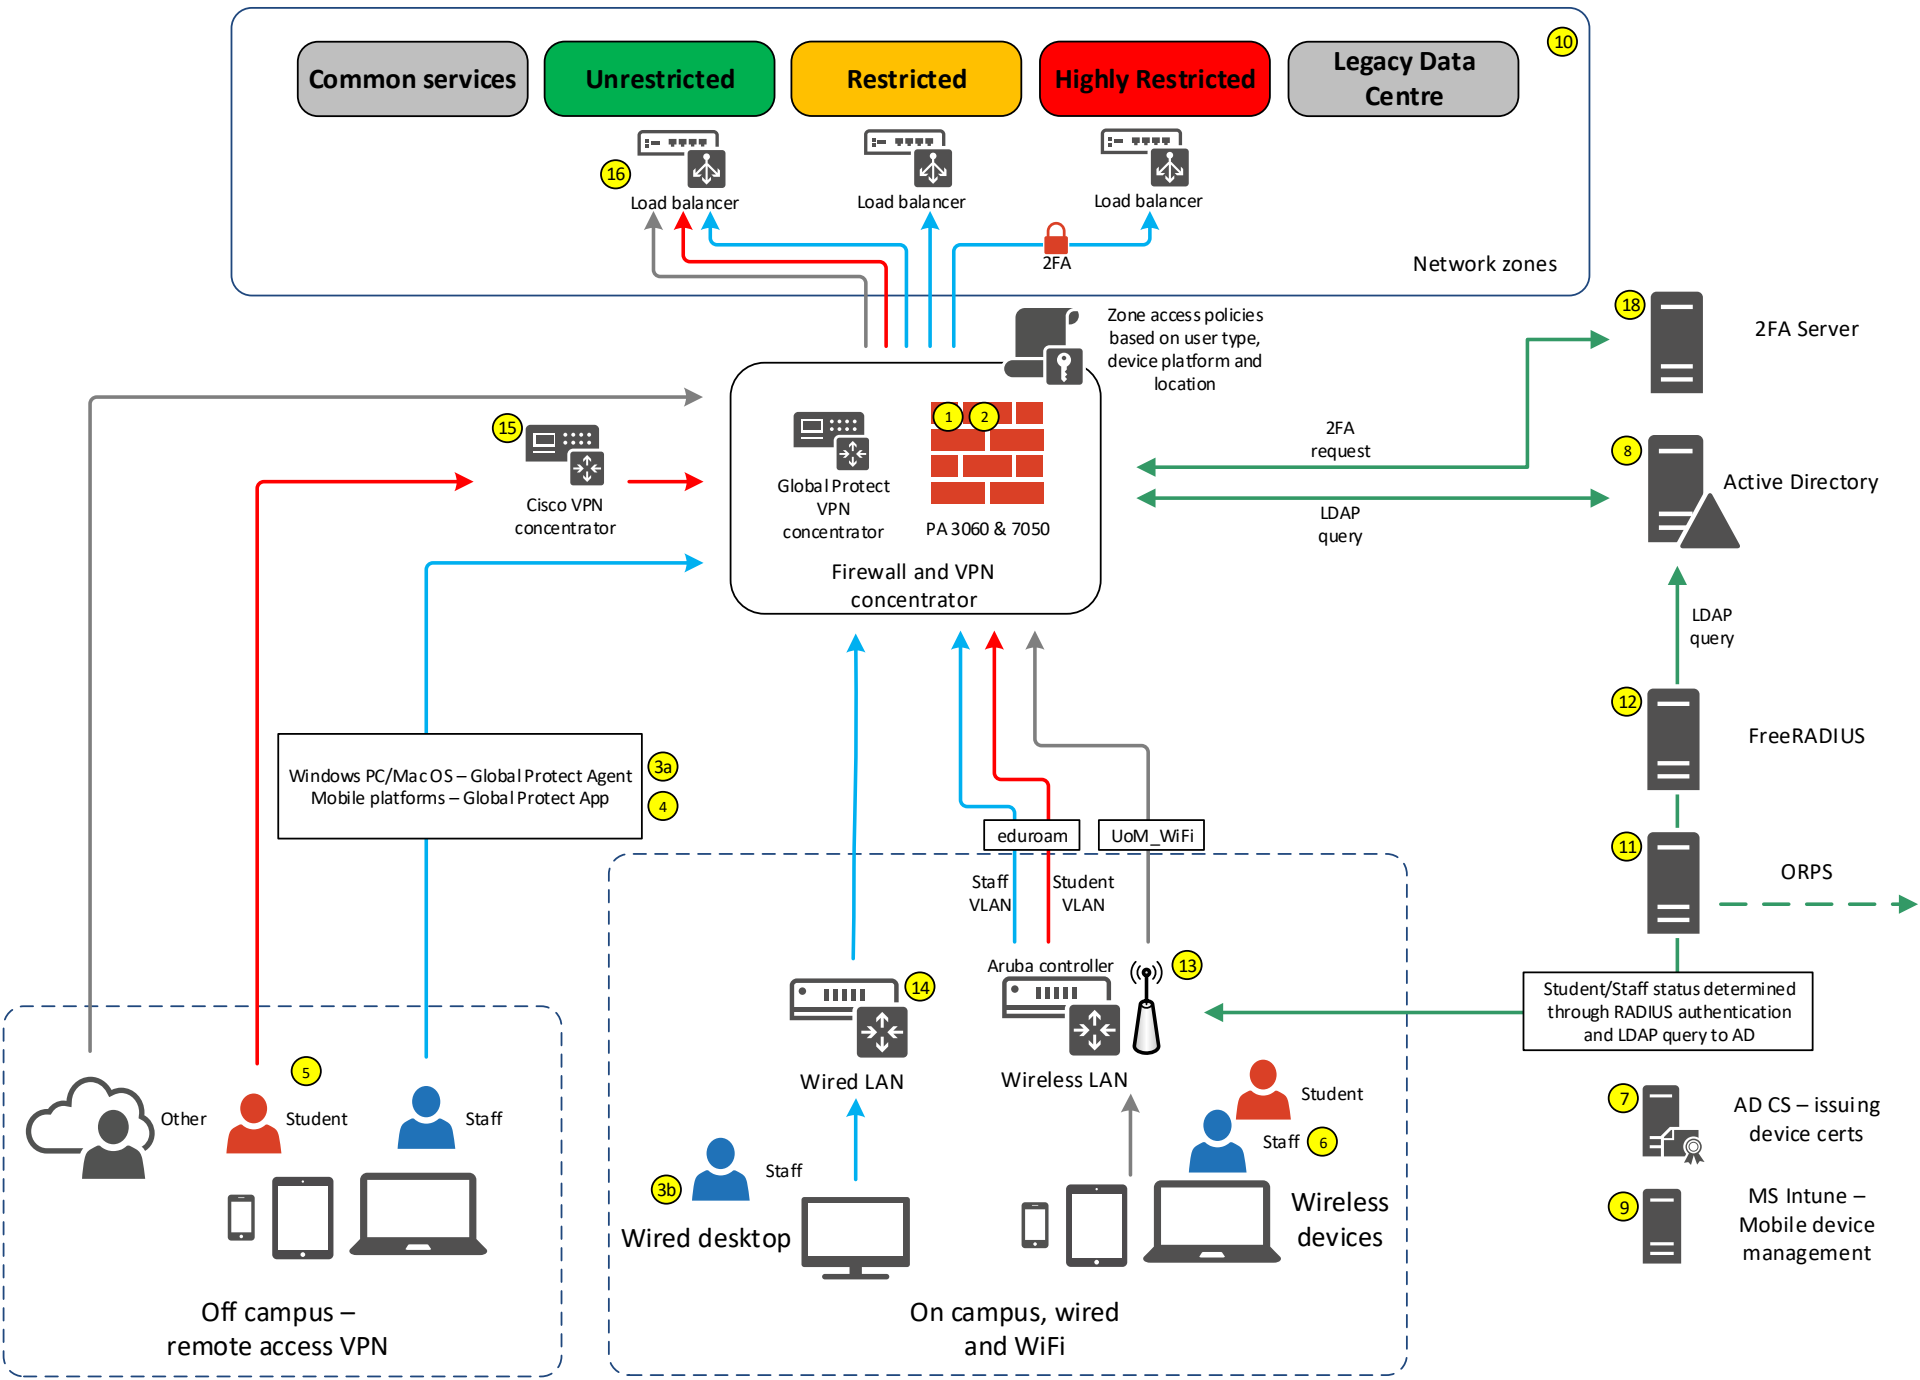 Common services
Unrestricted
Restricted
Highly Restricted
Legacy Data
Centre
10
16
Load balancer
Load balancer
Load balancer
2FA
Network zones
Zone access policies
based on user type,
device platform and
location
18
2FA Server
15
Cisco VPN
concentrator
1
2
Global Protect
VPN
concentrator
PA 3060 & 7050
Firewall and VPN
concentrator
2FA
request
8
Active Directory
LDAP
query
LDAP
query
12
FreeRADIUS
Windows PC/Mac OS – Global Protect Agent
Mobile platforms – Global Protect App
3a
4
eduroam
UoM_WiFi
11
ORPS
Staff
VLAN
Student
VLAN
Aruba controller
13
14
Student/Staff status determined
through RADIUS authentication
and LDAP query to AD
Wired LAN
Wireless LAN
5
Other
Student
Staff
Student
Staff
6
3b
Staff
Wired desktop
Wireless
devices
7
AD CS – issuing
device certs
9
MS Intune –
Mobile device
management
Off campus –
remote access VPN
On campus, wired
and WiFi